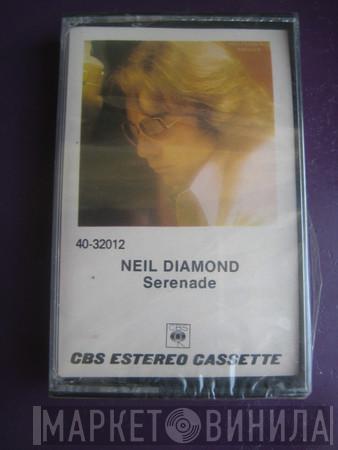 40-32012
NEIL DIAMOND
Serenade
CBS
CBS ESTEREO CASSETTE
МАРКЕТ ВИНИЛА